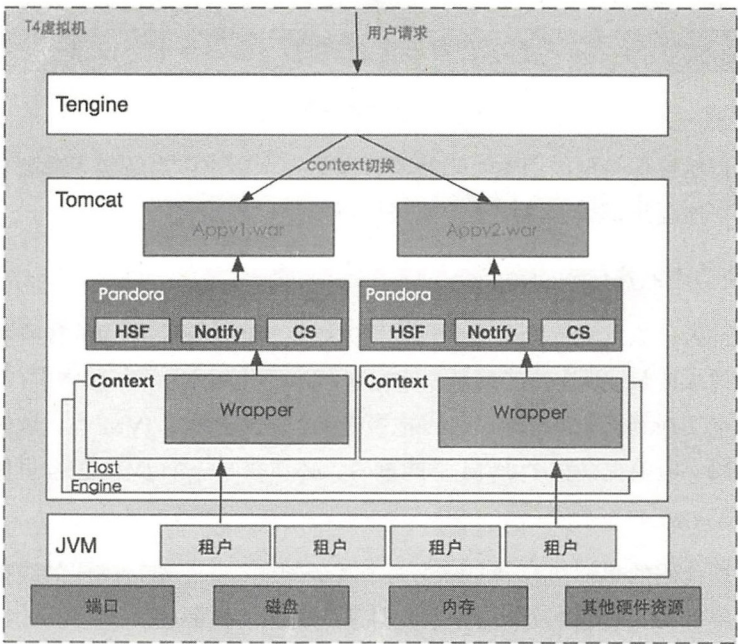 T4虚拟机
用户请求
Tengine
context切换
Tomcat
Appv1.war
Appv2.war
Pandora
Pandora
HSF Notify CS
HSF Notify CS
Context
Context
Wrapper
Wrapper
Host
Engine
JVM
租户 租户 租户 租户
端口 磁盘 内存 其他硬件资源